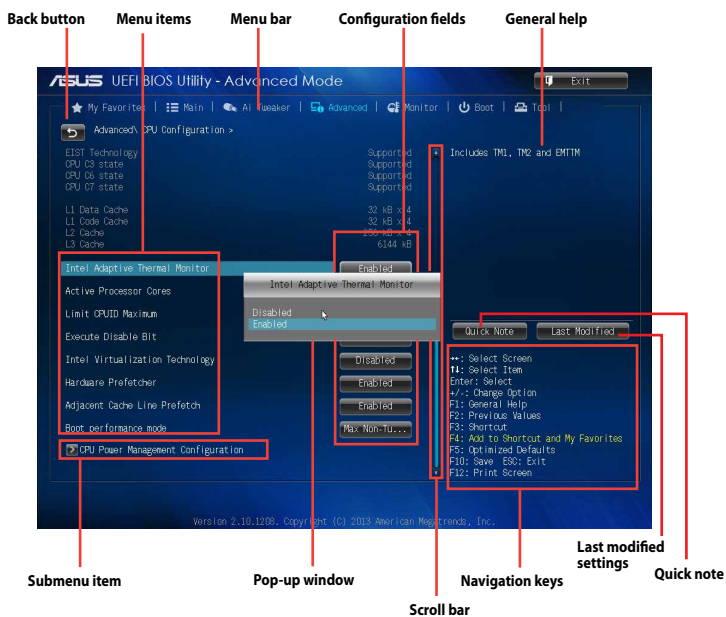 Back button Menu items Menu bar Configuration fields General help
ASUS UEFI BIOS Utility - Advanced Mode Exit
My Favorites | Main | Ai Tweaker | Advanced | Monitor | Boot | Tool |
Advanced\ CPU Configuration >
EIST Technology Supported
CPU C3 state Supported
CPU C6 state Supported
CPU C7 state Supported
Includes TM1, TM2 and EMTTM
L1 Data Cache 32 kB x 4
L1 Code Cache 32 kB x 4
L2 Cache 256 kB x 4
L3 Cache 6144 kB
Intel Adaptive Thermal Monitor Enabled
Active Processor Cores
Limit CPUID Maximum
Execute Disable Bit
Intel Virtualization Technology Disabled
Hardware Prefetcher Enabled
Adjacent Cache Line Prefetch Enabled
Boot performance mode Max Non-Tu...
CPU Power Management Configuration
Intel Adaptive Thermal Monitor
Disabled
Enabled
Quick Note Last Modified
→←: Select Screen
↑↓: Select Item
Enter: Select
+/-: Change Option
F1: General Help
F2: Previous Values
F3: Shortcut
F4: Add to Shortcut and My Favorites
F5: Optimized Defaults
F10: Save ESC: Exit
F12: Print Screen
Version 2.10.1208. Copyright (C) 2013 American Megatrends, Inc.
Last modified
settings
Quick note
Submenu item Pop-up window Navigation keys
Scroll bar